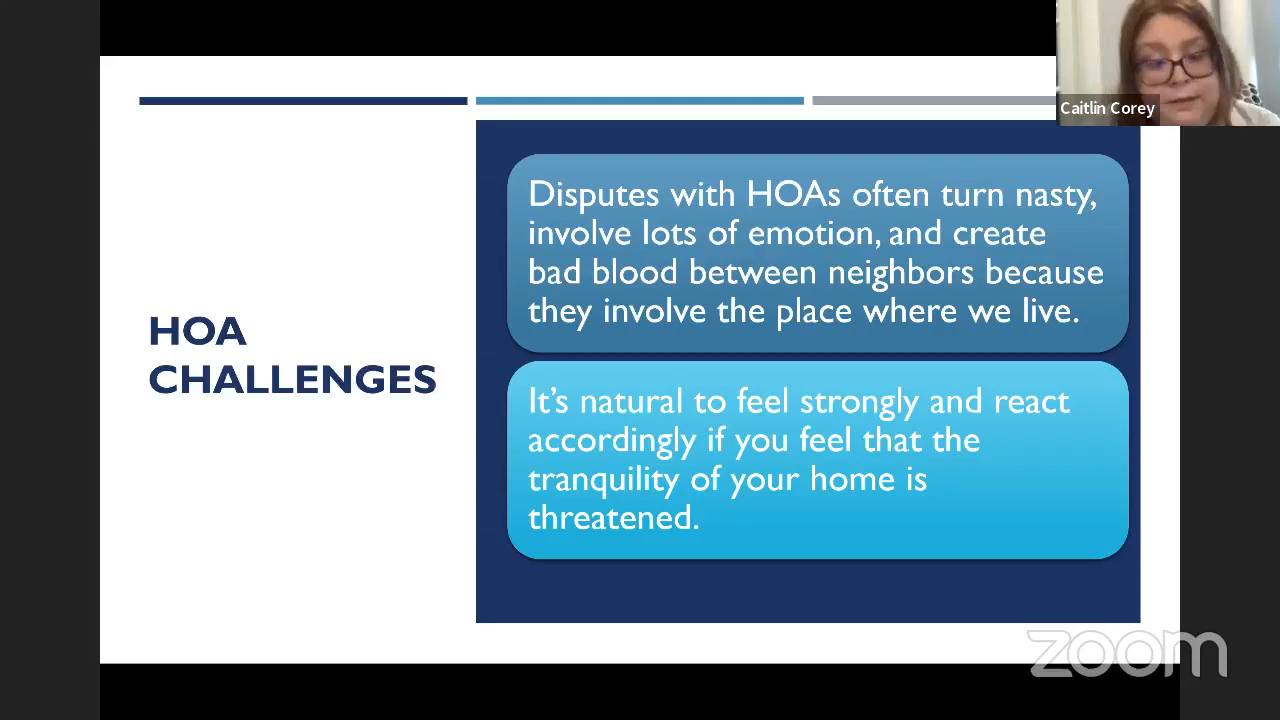 Caitlin Corey
HOA
CHALLENGES
Disputes with HOAs often turn nasty,
involve lots of emotion, and create
bad blood between neighbors because
they involve the place where we live.
It’s natural to feel strongly and react
accordingly if you feel that the
tranquility of your home is
threatened.
zoom